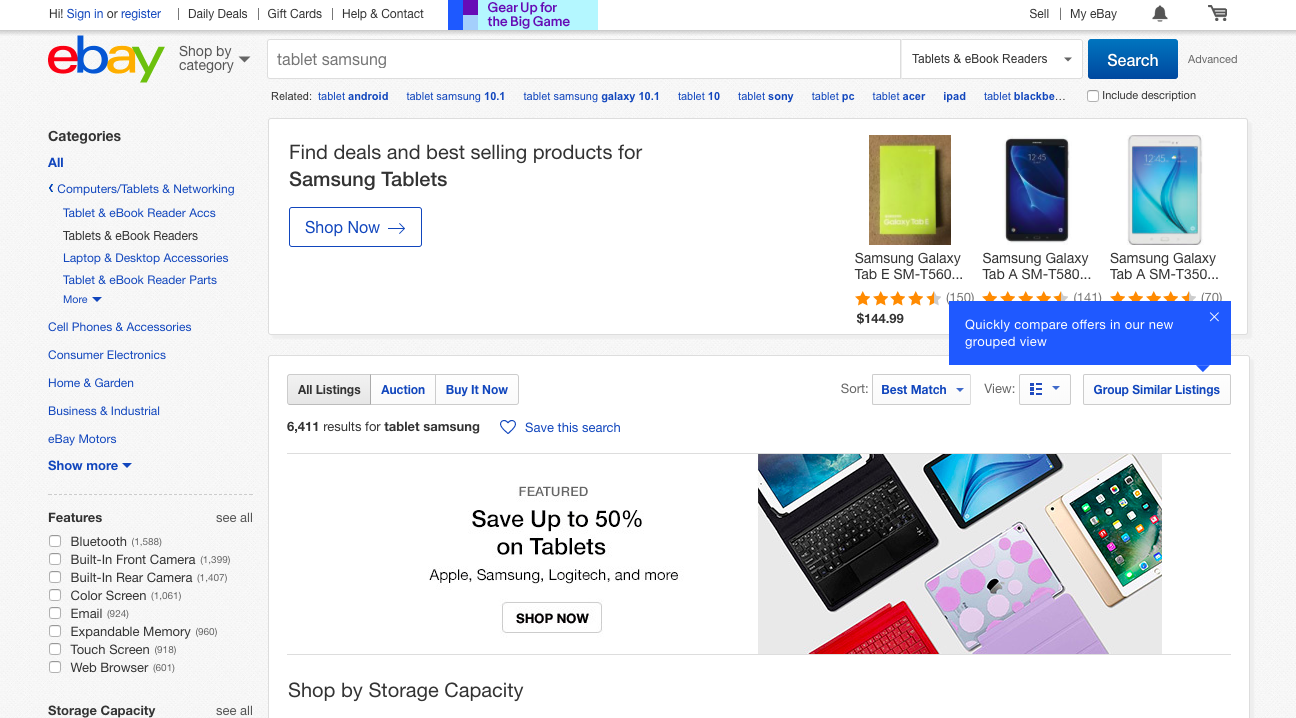 Hi! Sign in or register
Daily Deals
Gift Cards
Help & Contact
Gear Up for
the Big Game
Sell
My eBay
ebay
Shop by
category
tablet samsung
Tablets & eBook Readers
Search
Advanced
Related: tablet android tablet samsung 10.1 tablet samsung galaxy 10.1 tablet 10 tablet sony tablet pc tablet acer ipad tablet blackbe...
Include description
Categories
All
Computers/Tablets & Networking
Tablet & eBook Reader Accs
Tablets & eBook Readers
Laptop & Desktop Accessories
Tablet & eBook Reader Parts
More
Cell Phones & Accessories
Consumer Electronics
Home & Garden
Business & Industrial
eBay Motors
Show more
Features see all
Bluetooth (1,588)
Built-In Front Camera (1,399)
Built-In Rear Camera (1,407)
Color Screen (1,061)
Email (924)
Expandable Memory (960)
Touch Screen (918)
Web Browser (601)
Storage Capacity see all
Find deals and best selling products for
Samsung Tablets
Shop Now
Galaxy Tab E
12:45
12:45
Samsung Galaxy
Tab E SM-T560...
(150)
$144.99
Samsung Galaxy
Tab A SM-T580...
(141)
Samsung Galaxy
Tab A SM-T350...
(70)
Quickly compare offers in our new
grouped view
All Listings
Auction
Buy It Now
Sort: Best Match
View:
Group Similar Listings
6,411 results for tablet samsung
Save this search
FEATURED
Save Up to 50%
on Tablets
Apple, Samsung, Logitech, and more
SHOP NOW
Shop by Storage Capacity